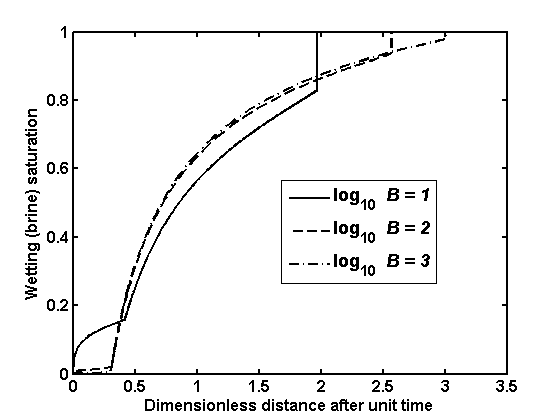 1
0.8
0.6
0.4
0.2
0
Wetting (brine) saturation
log10 B = 1
log10 B = 2
log10 B = 3
0 0.5 1 1.5 2 2.5 3 3.5
Dimensionless distance after unit time